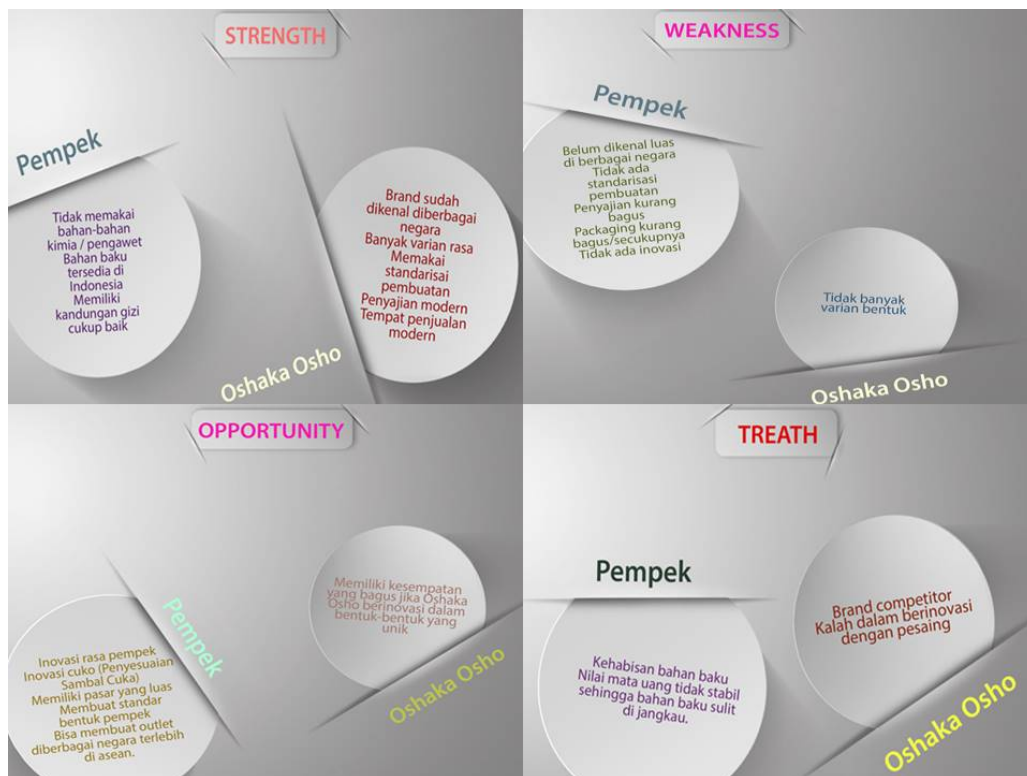 STRENGTH
Pempek
Tidak memakai
bahan-bahan
kimia / pengawet
Bahan baku
tersedia di
Indonesia
Memiliki
kandungan gizi
cukup baik
Brand sudah
dikenal diberbagai
negara
Banyak varian rasa
Memakai
standarisai
pembuatan
Penyajian modern
Tempat penjualan
modern
Oshaka Osho
WEAKNESS
Pempek
Belum dikenal luas
di berbagai negara
Tidak ada
standarisasi
pembuatan
Penyajian kurang
bagus
Packaging kurang
bagus/secukupnya
Tidak ada inovasi
Tidak banyak
varian bentuk
Oshaka Osho
OPPORTUNITY
Pempek
Inovasi rasa pempek
Inovasi cuko (Penyesuaian
Sambal Cuka)
Memiliki pasar yang luas
Membuat standar
bentuk pempek
Bisa membuat outlet
diberbagai negara terlebih
di asean.
Memiliki kesempatan
yang bagus jika Oshaka
Osho berinovasi dalam
bentuk-bentuk yang
unik
Oshaka Osho
TREATH
Pempek
Kehabisan bahan baku
Nilai mata uang tidak stabil
sehingga bahan baku sulit
di jangkau.
Brand competitor
Kalah dalam berinovasi
dengan pesaing
Oshaka Osho